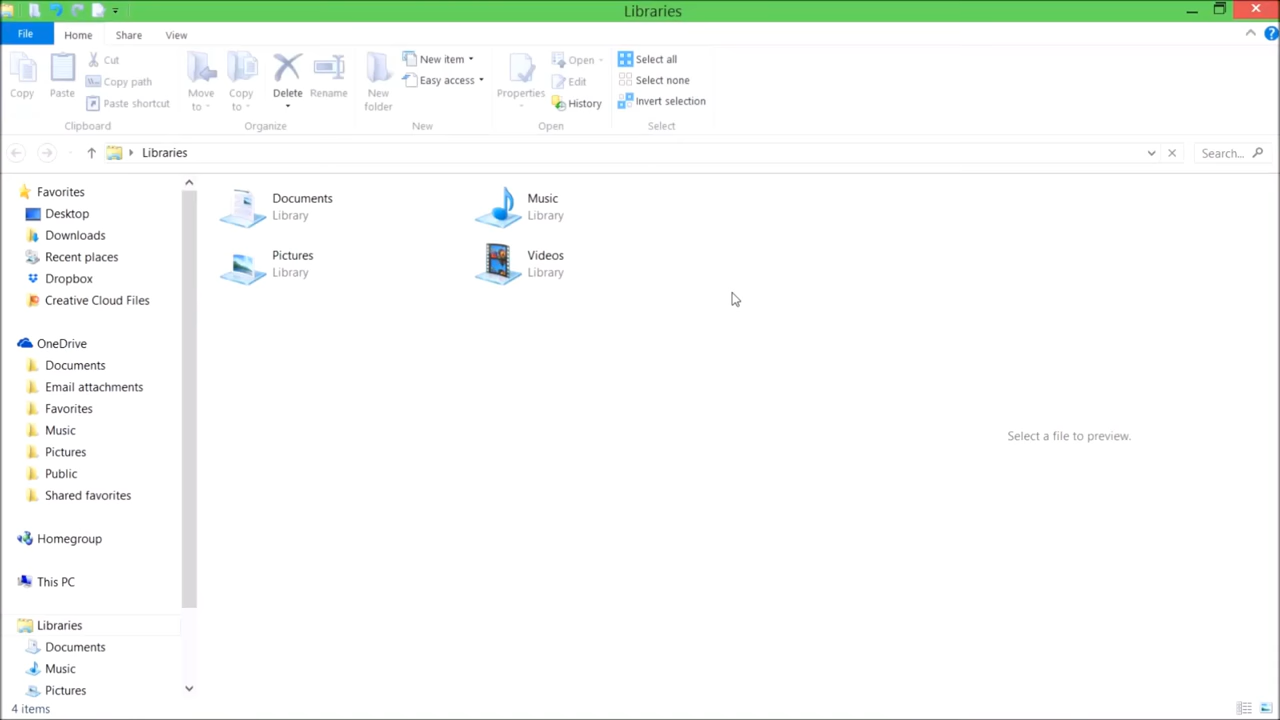 Libraries
File Home Share View
Copy
Paste
Cut
Copy path
Paste shortcut
Clipboard
Move to
Copy to
Delete
Rename
Organize
New folder
New item
Easy access
New
Properties
Open
Edit
History
Open
Select all
Select none
Invert selection
Select
Libraries
Search...
Favorites
Desktop
Downloads
Recent places
Dropbox
Creative Cloud Files
OneDrive
Documents
Email attachments
Favorites
Music
Pictures
Public
Shared favorites
Homegroup
This PC
Libraries
Documents
Music
Pictures
Documents
Library
Music
Library
Pictures
Library
Videos
Library
Select a file to preview.
4 items